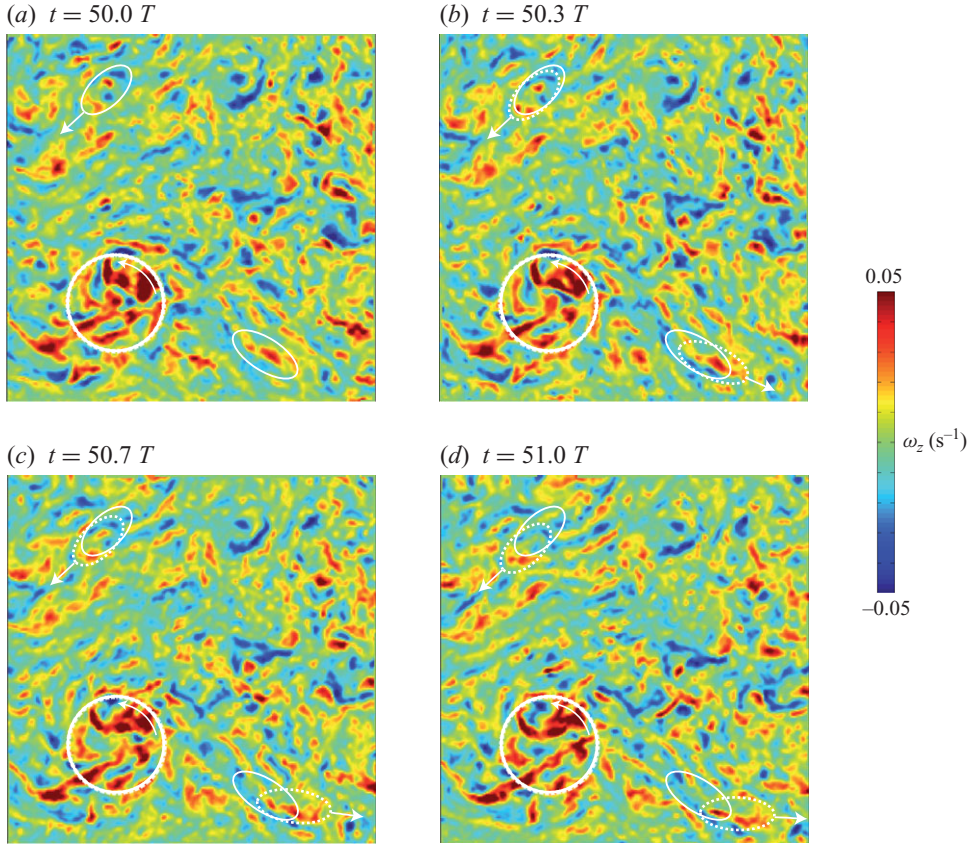 (a) t = 50.0 T
(b) t = 50.3 T
(c) t = 50.7 T
(d) t = 51.0 T
0.05
ω_z (s⁻¹)
–0.05